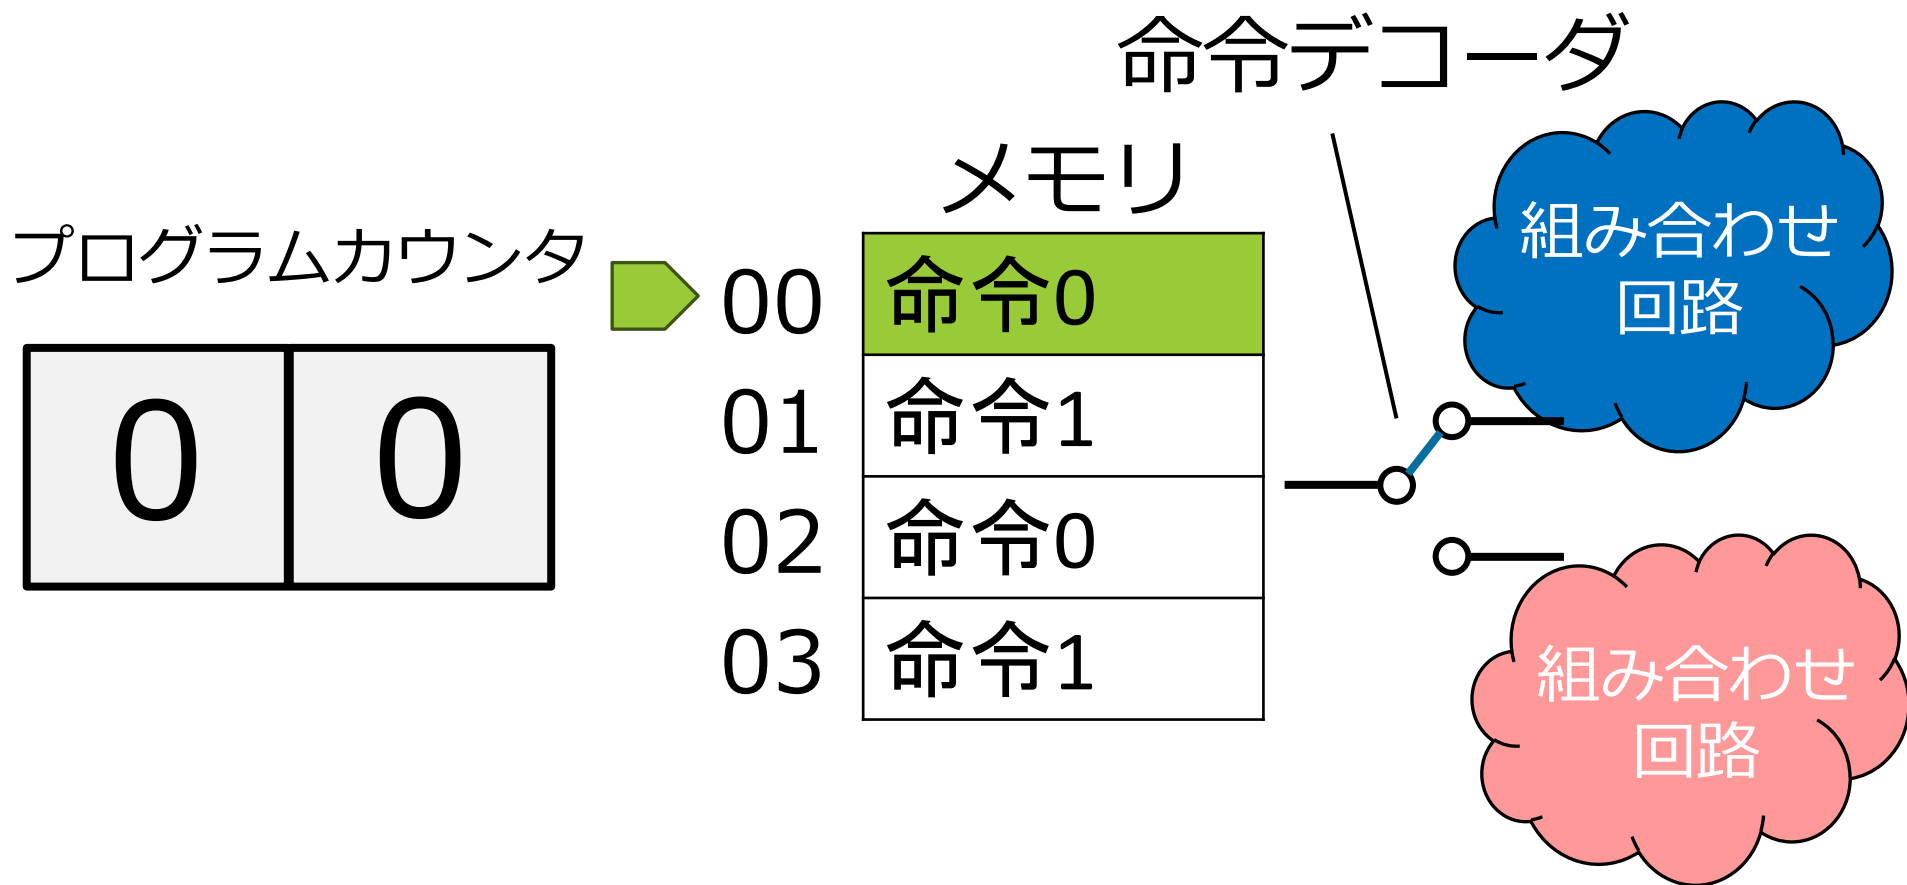 命令デコーダ
メモリ
プログラムカウンタ
0 0
00 命令0
01 命令1
02 命令0
03 命令1
組み合わせ
回路
組み合わせ
回路